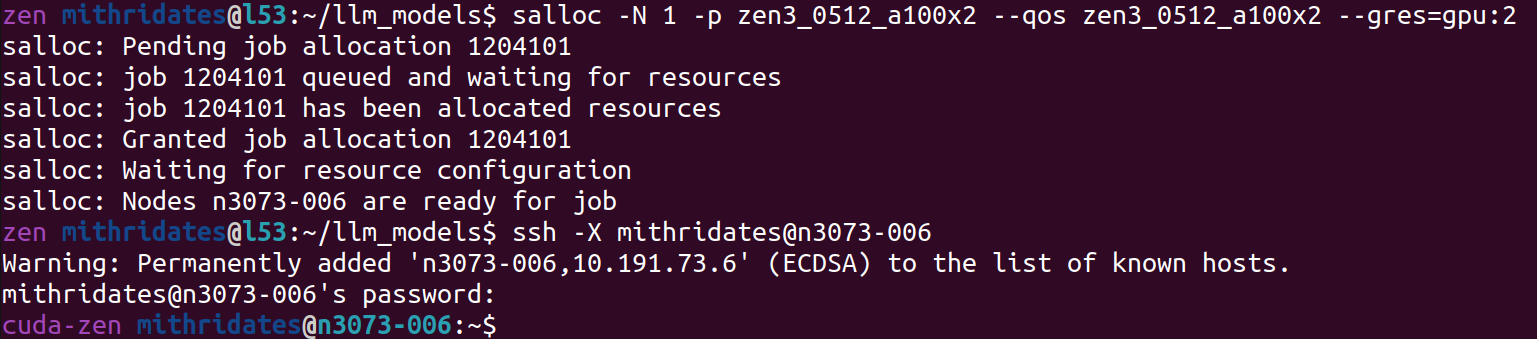 zen mithridates@l53:~/llm_models$ salloc -N 1 -p zen3_0512_a100x2 --qos zen3_0512_a100x2 --gres=gpu:2
salloc: Pending job allocation 1204101
salloc: job 1204101 queued and waiting for resources
salloc: job 1204101 has been allocated resources
salloc: Granted job allocation 1204101
salloc: Waiting for resource configuration
salloc: Nodes n3073-006 are ready for job
zen mithridates@l53:~/llm_models$ ssh -X mithridates@n3073-006
Warning: Permanently added 'n3073-006,10.191.73.6' (ECDSA) to the list of known hosts.
mithridates@n3073-006's password:
cuda-zen mithridates@n3073-006:~$